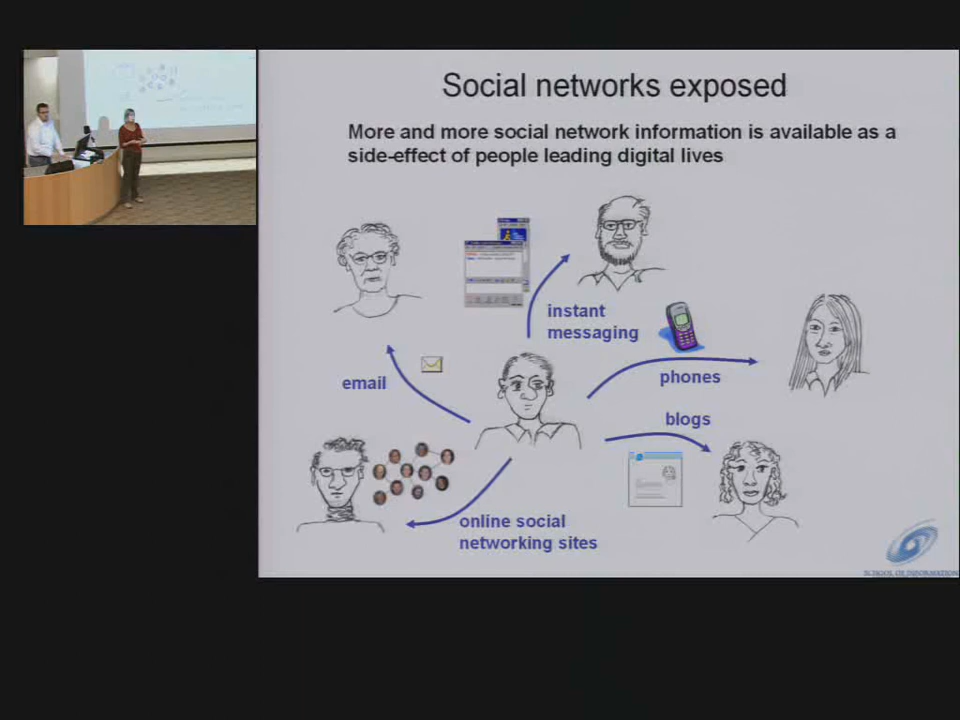 Social networks exposed
More and more social network information is available as a
side-effect of people leading digital lives
instant
messaging
phones
email
blogs
online social
networking sites
SCHOOL OF INFORMATION